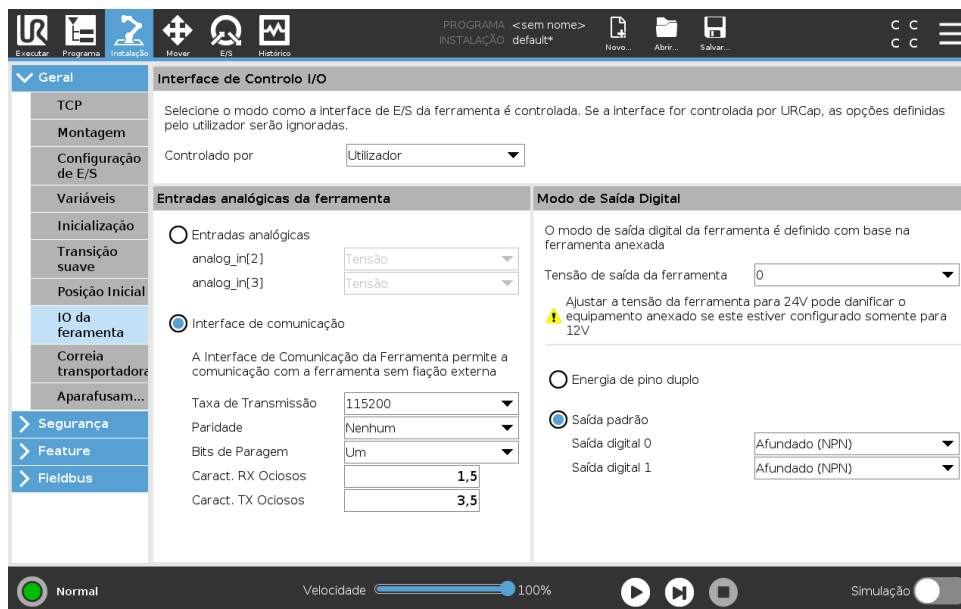 PROGRAMA <sem nome>
INSTALAÇÃO default*
Executar Programa Instalação Mover E/S Histórico Novo... Abrir... Salvar...
C C
C C
Geral
TCP
Montagem
Configuração
de E/S
Variáveis
Inicialização
Transição
suave
Posição Inicial
IO da
feramenta
Correia
transportadora
Aparafusam...
Segurança
Feature
Fieldbus
Interface de Controlo I/O
Selecione o modo como a interface de E/S da ferramenta é controlada. Se a interface for controlada por URCap, as opções definidas
pelo utilizador serão ignoradas.
Controlado por Utilizador
Entradas analógicas da ferramenta
Entradas analógicas
analog_in[2] Tensão
analog_in[3] Tensão
Interface de comunicação
A Interface de Comunicação da Ferramenta permite a
comunicação com a ferramenta sem fiação externa
Taxa de Transmissão 115200
Paridade Nenhum
Bits de Paragem Um
Caract. RX Ociosos 1,5
Caract. TX Ociosos 3,5
Modo de Saída Digital
O modo de saída digital da ferramenta é definido com base na
ferramenta anexada
Tensão de saída da ferramenta 0
Ajustar a tensão da ferramenta para 24V pode danificar o
equipamento anexado se este estiver configurado somente para
12V
Energia de pino duplo
Saída padrão
Saída digital 0 Afundado (NPN)
Saída digital 1 Afundado (NPN)
Normal Velocidade 100% Simulação